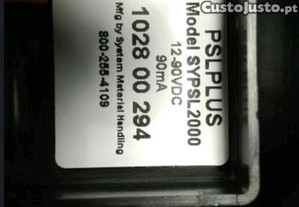 CustoJusto.pt
PSLPLUS
Model SYPSL2000
12-90VDC
90mA
1028 00 294
Mfg by System Material Handling
800-255-4109